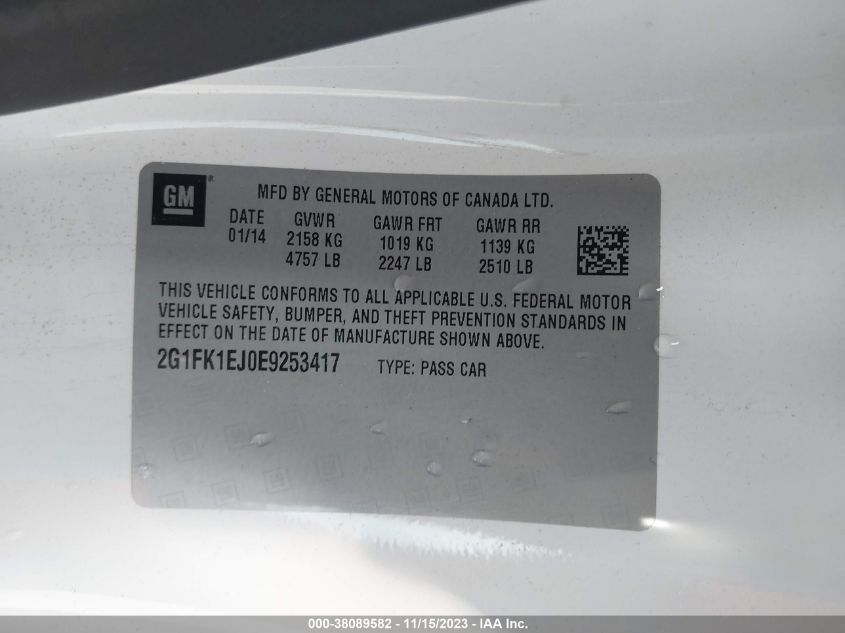 GM®
MFD BY GENERAL MOTORS OF CANADA LTD.
DATE GVWR GAWR FRT GAWR RR
01/14 2158 KG 1019 KG 1139 KG
4757 LB 2247 LB 2510 LB
THIS VEHICLE CONFORMS TO ALL APPLICABLE U.S. FEDERAL MOTOR
VEHICLE SAFETY, BUMPER, AND THEFT PREVENTION STANDARDS IN
EFFECT ON THE DATE OF MANUFACTURE SHOWN ABOVE.
2G1FK1EJ0E9253417 TYPE: PASS CAR
000-38089582 - 11/15/2023 - IAA Inc.